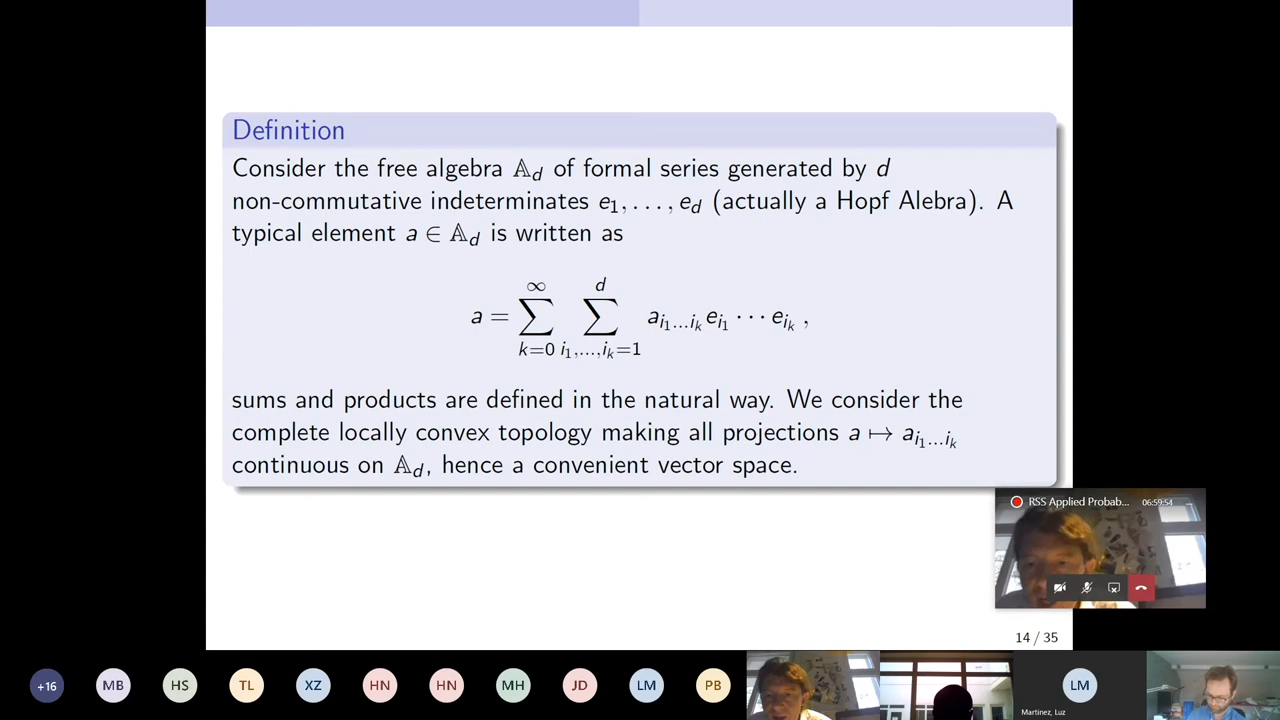 Definition
Consider the free algebra 𝔸_d of formal series generated by d
non-commutative indeterminates e_1, . . . , e_d (actually a Hopf Alebra). A
typical element a ∈ 𝔸_d is written as
a = ∑_{k=0}^{∞} ∑_{i_1,...,i_k=1}^{d} a_{i_1...i_k} e_{i_1} · · · e_{i_k} ,
sums and products are defined in the natural way. We consider the
complete locally convex topology making all projections a ↦ a_{i_1...i_k}
continuous on 𝔸_d, hence a convenient vector space.
RSS Applied Probab... 06:59:54
14 / 35
+16 MB HS TL XZ HN HN MH JD LM PB LM
Martinez, Luz